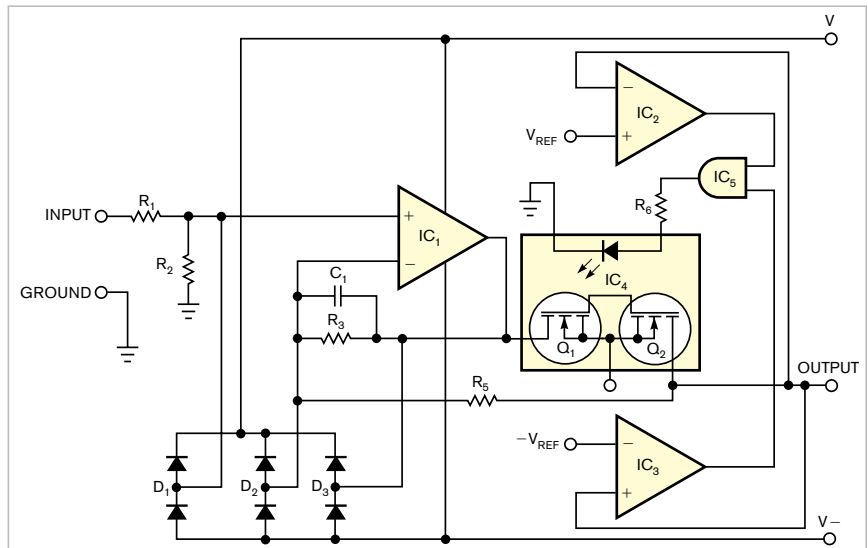 V
IC2
−
+
VREF
IC5
R6
INPUT
R1
R2
GROUND
+
IC1
−
C1
R3
IC4
Q1
Q2
OUTPUT
R5
−VREF
−
IC3
+
D1
D2
D3
V−